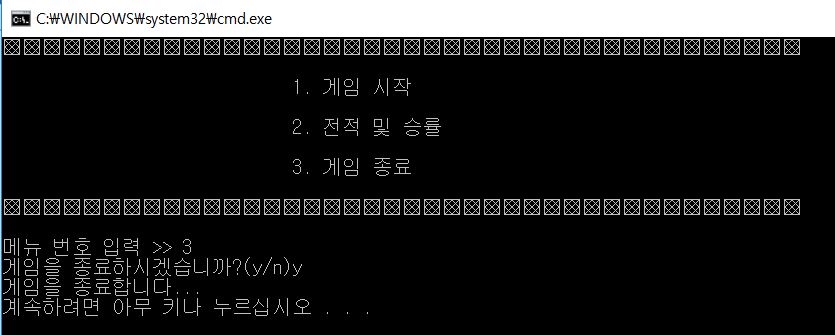 C:₩WINDOWS₩system32₩cmd.exe
▩▩▩▩▩▩▩▩▩▩▩▩▩▩▩▩▩▩▩▩▩▩▩▩▩▩▩▩▩▩▩▩▩▩▩▩▩▩▩▩
1. 게임 시작
2. 전적 및 승률
3. 게임 종료
▩▩▩▩▩▩▩▩▩▩▩▩▩▩▩▩▩▩▩▩▩▩▩▩▩▩▩▩▩▩▩▩▩▩▩▩▩▩▩▩
메뉴 번호 입력 >> 3
게임을 종료하시겠습니까?(y/n)y
게임을 종료합니다...
계속하려면 아무 키나 누르십시오 . . .